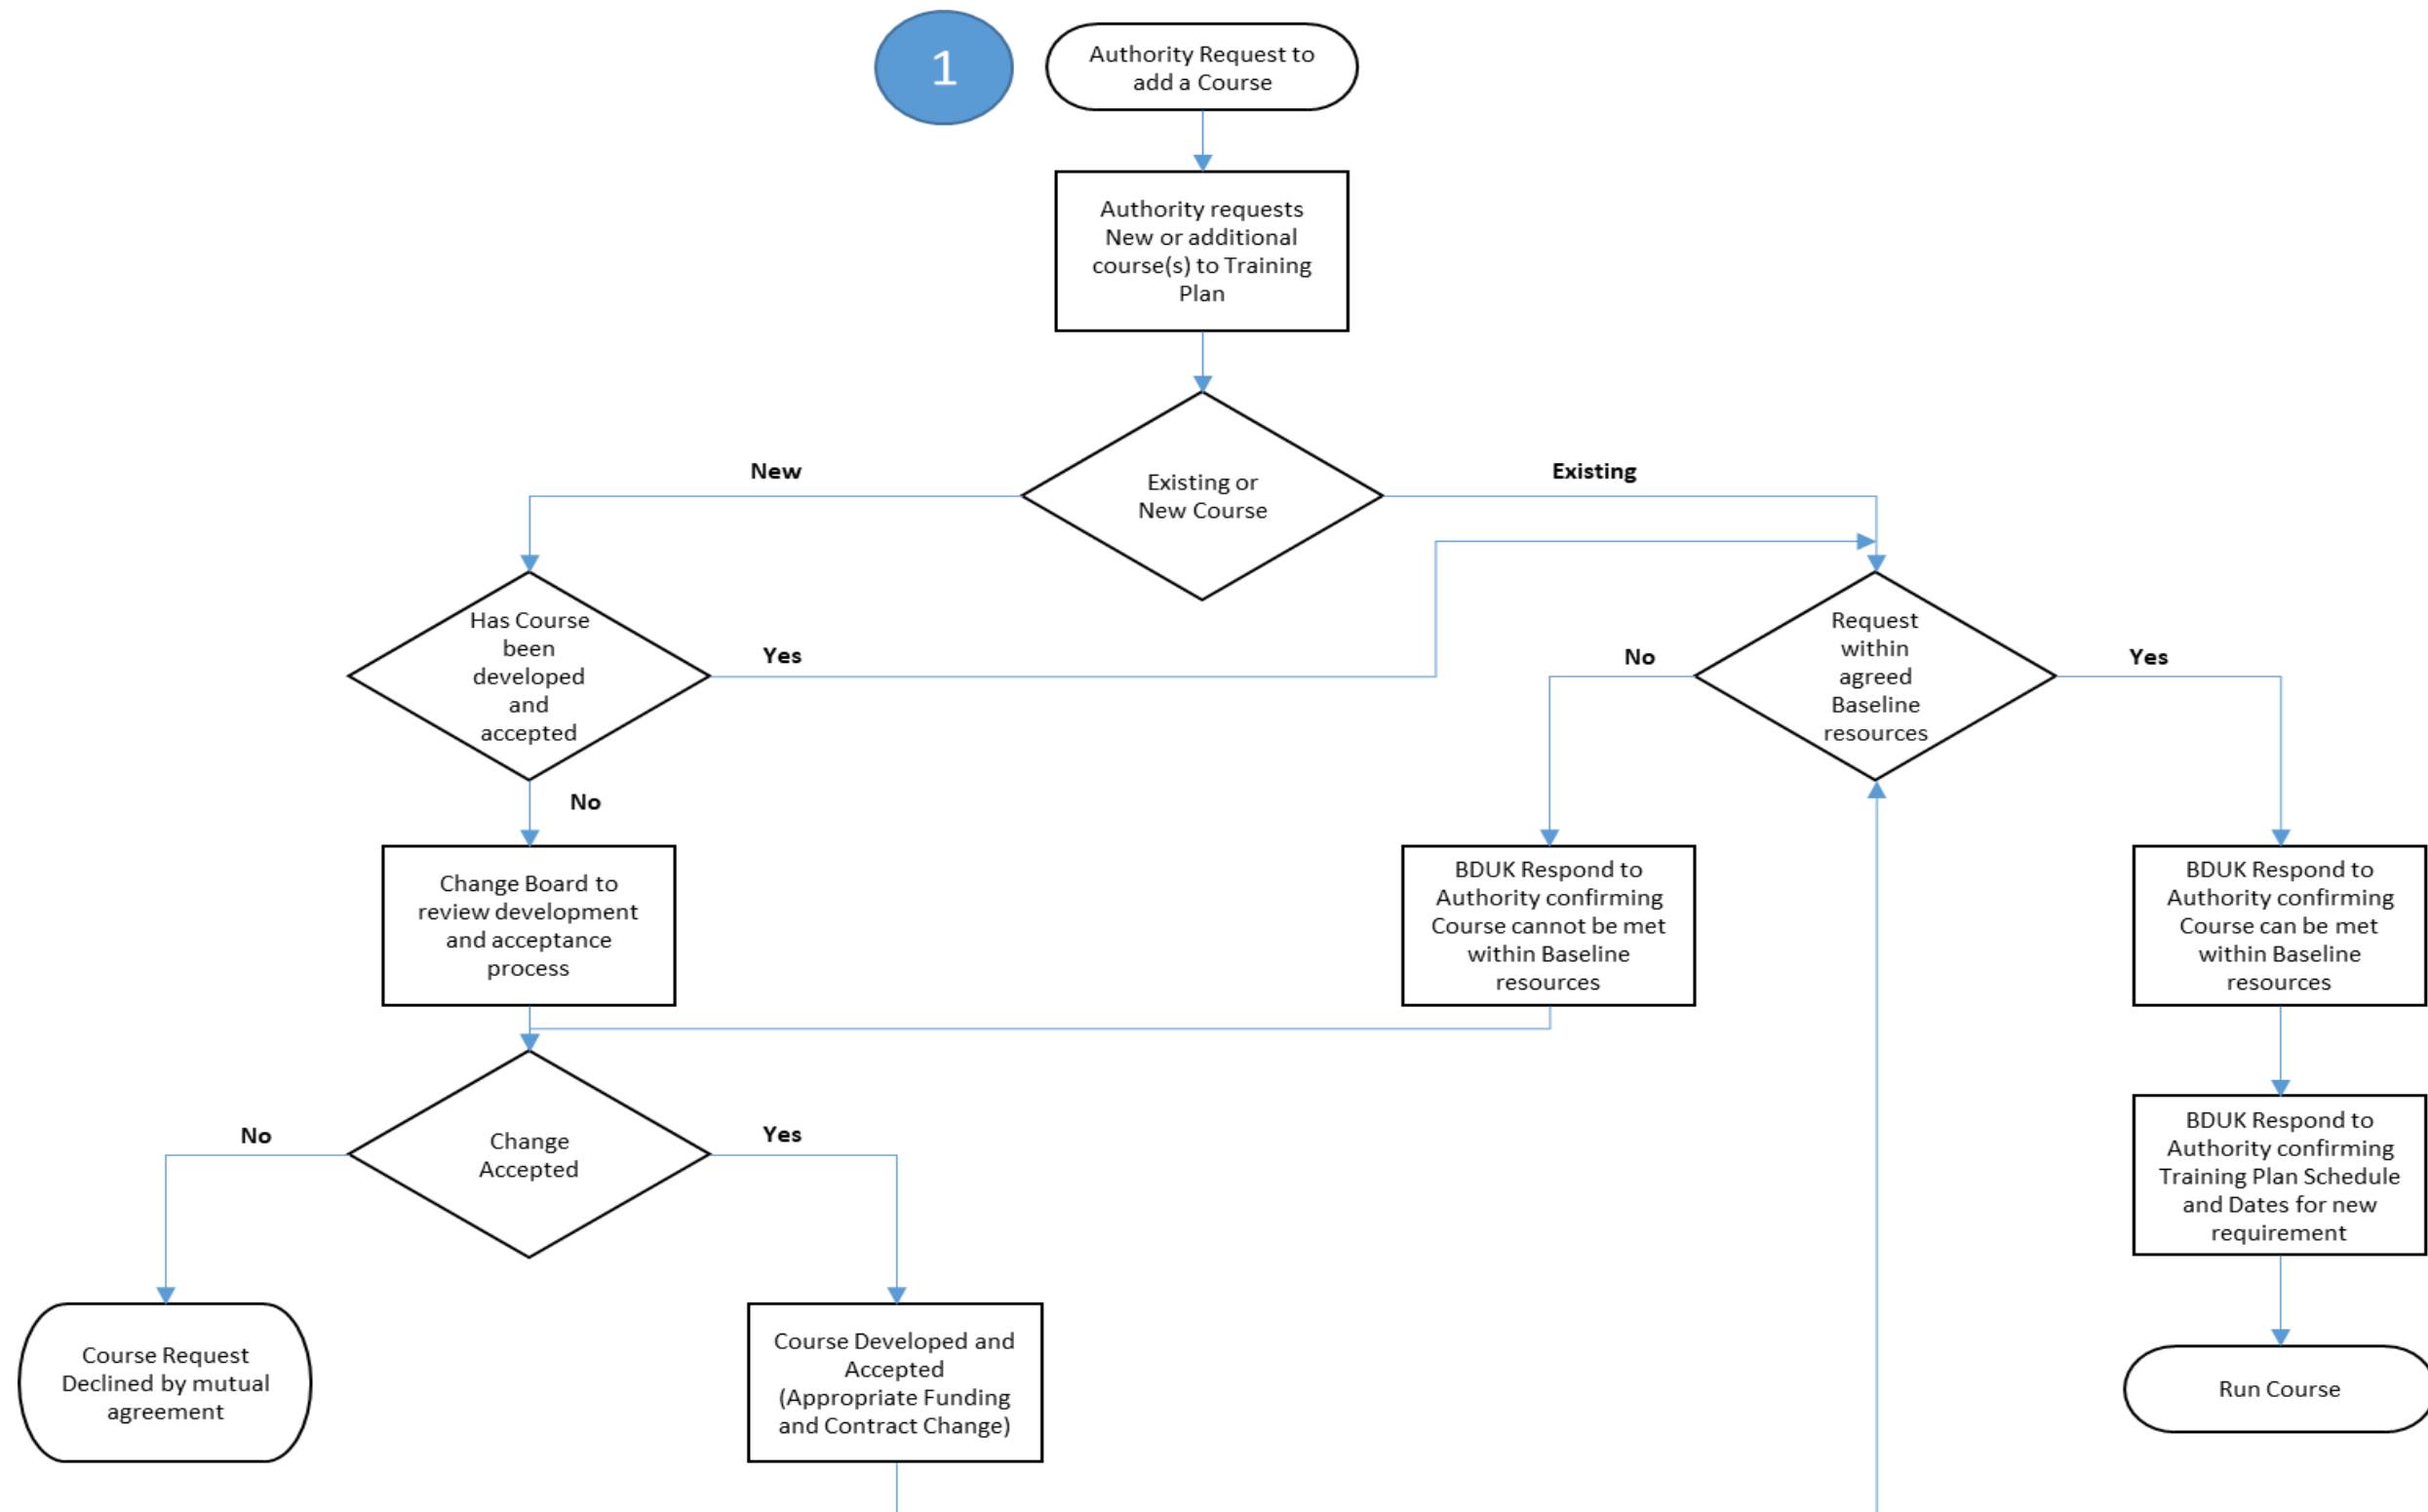 1
Authority Request to
add a Course
Authority requests
New or additional
course(s) to Training
Plan
New
Existing
Existing or
New Course
Has Course
been
developed
and
accepted
Yes
No
Request
within
agreed
Baseline
resources
No
Yes
Change Board to
review development
and acceptance
process
BDUK Respond to
Authority confirming
Course cannot be met
within Baseline
resources
BDUK Respond to
Authority confirming
Course can be met
within Baseline
resources
No
Change
Accepted
Yes
BDUK Respond to
Authority confirming
Training Plan Schedule
and Dates for new
requirement
Course Request
Declined by mutual
agreement
Course Developed and
Accepted
(Appropriate Funding
and Contract Change)
Run Course